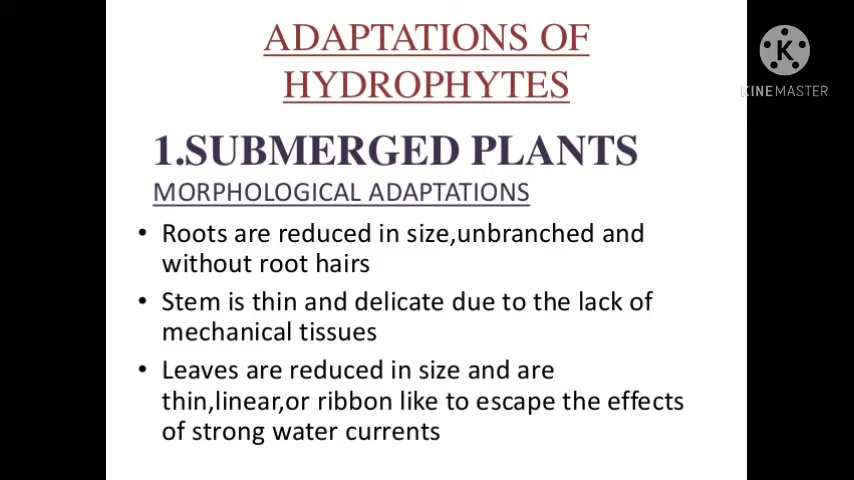 ADAPTATIONS OF
HYDROPHYTES
K
KINEMASTER
1.SUBMERGED PLANTS
MORPHOLOGICAL ADAPTATIONS
• Roots are reduced in size,unbranched and
without root hairs
• Stem is thin and delicate due to the lack of
mechanical tissues
• Leaves are reduced in size and are
thin,linear,or ribbon like to escape the effects
of strong water currents